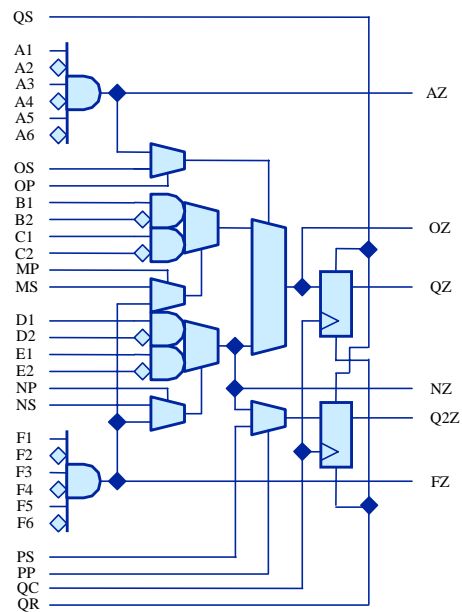 QS
A1
A2
A3
A4
A5
A6
AZ
OS
OP
B1
B2
C1
C2
MP
MS
OZ
QZ
D1
D2
E1
E2
NP
NS
NZ
Q2Z
F1
F2
F3
F4
F5
F6
FZ
PS
PP
QC
QR